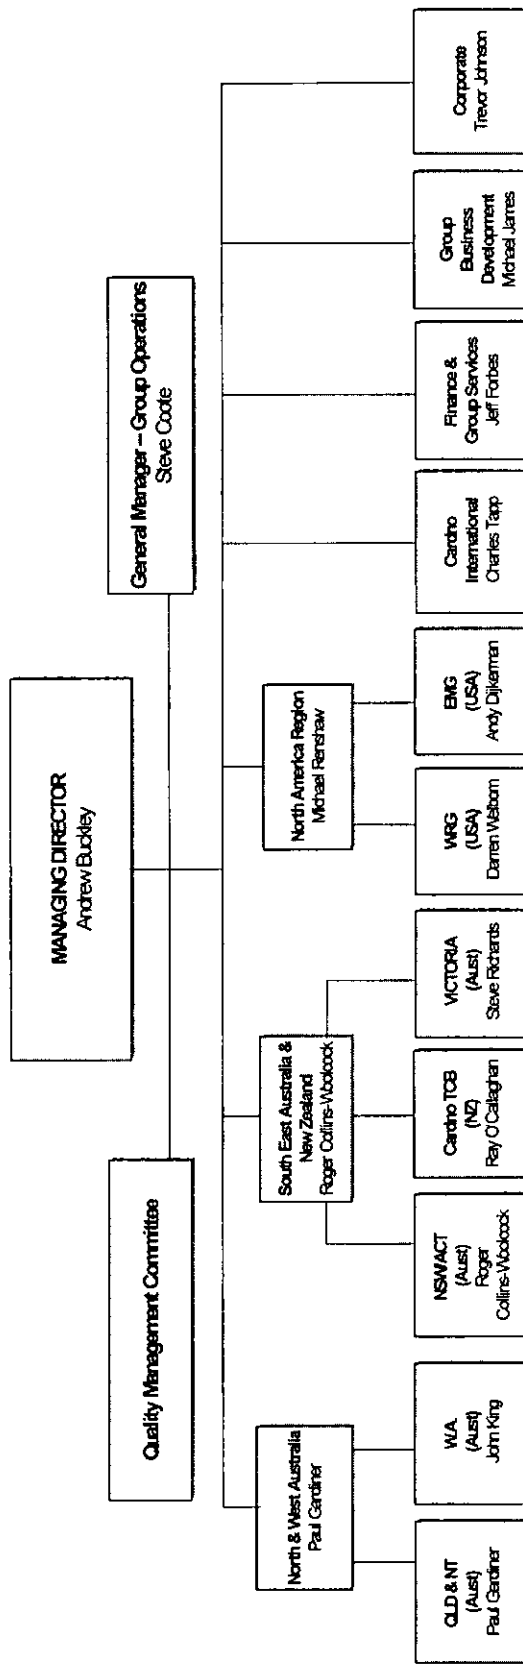 MANAGING DIRECTOR
Andrew Buckley
Quality Management Committee
General Manager – Group Operations
Steve Coote
North & West Australia
Paul Gardiner
South East Australia &
New Zealand
Roger Collins-Woolcock
North America Region
Michael Renshaw
QLD & NT
(Aust)
Paul Gardiner
W.A.
(Aust)
John King
NSW/ACT
(Aust)
Roger
Collins-Woolcock
Cardno TCB
(NZ)
Ray O'Callaghan
VICTORIA
(Aust)
Steve Richards
WRG
(USA)
Darren Welborn
EMG
(USA)
Andy Dijkerman
Cardno
International
Charles Tapp
Finance &
Group Services
Jeff Forbes
Group
Business
Development
Michael James
Corporate
Trevor Johnson